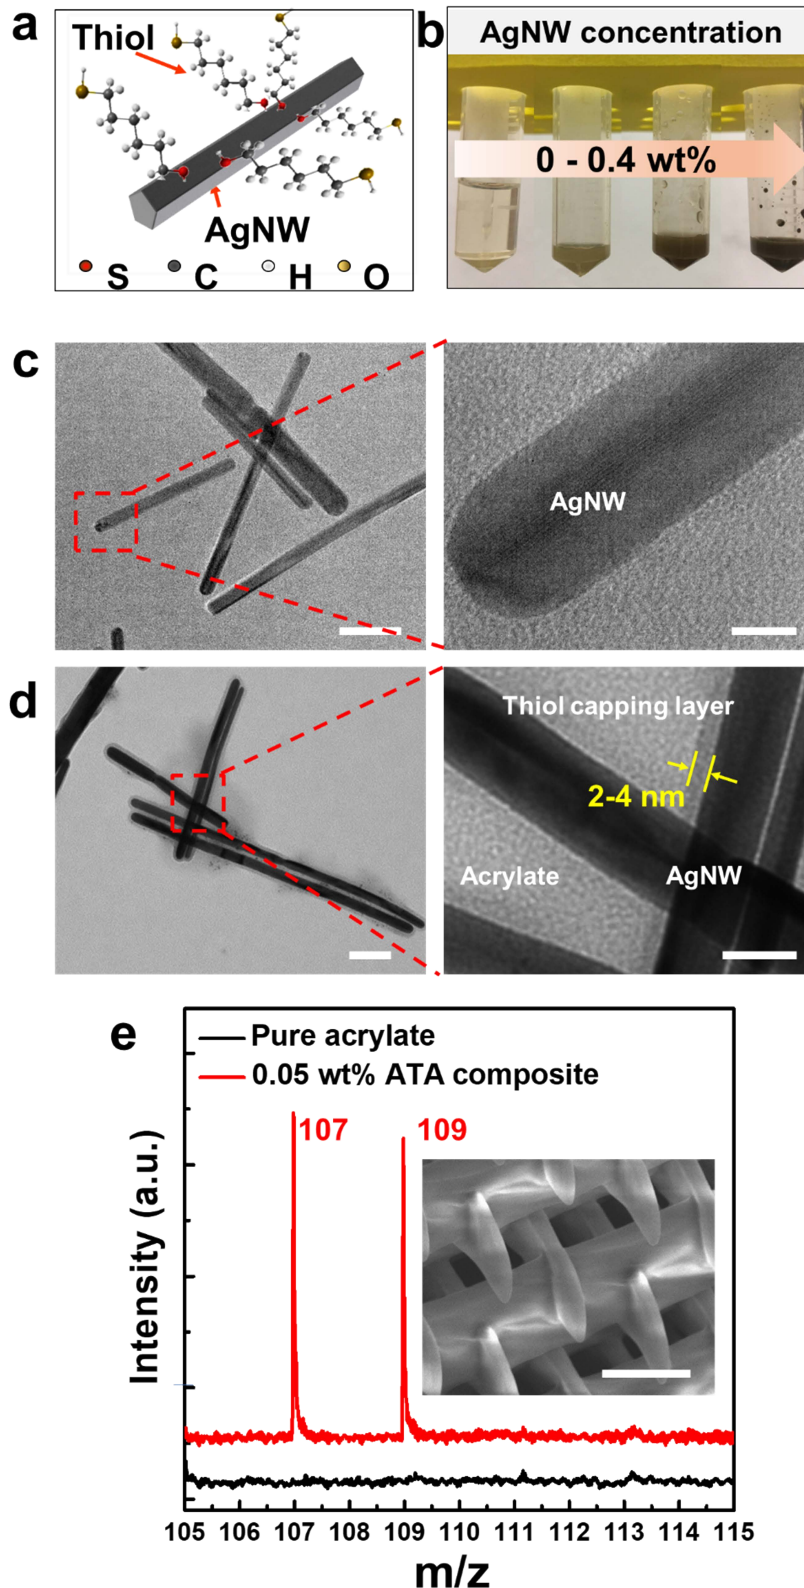 a
Thiol
AgNW
S C H O
b
AgNW concentration
0 - 0.4 wt%
c
AgNW
d
Thiol capping layer
2-4 nm
Acrylate
AgNW
e
Pure acrylate
0.05 wt% ATA composite
107
109
Intensity (a.u.)
105 106 107 108 109 110 111 112 113 114 115
m/z